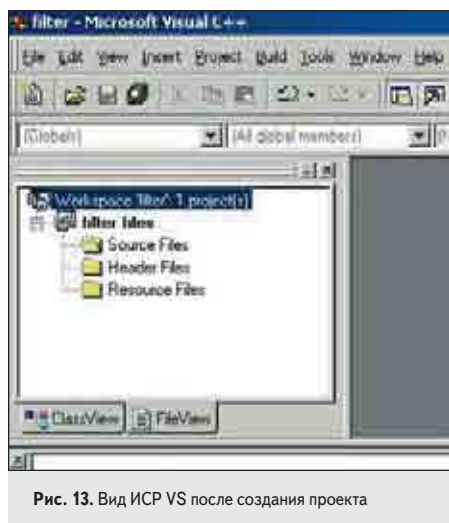 filter - Microsoft Visual C++
File Edit View Insert Project Build Tools Window Help
(Globals) (All global members)
Workspace 'filter': 1 project(s)
filter files
Source Files
Header Files
Resource Files
ClassView FileView
Рис. 13. Вид ИСР VS после создания проекта